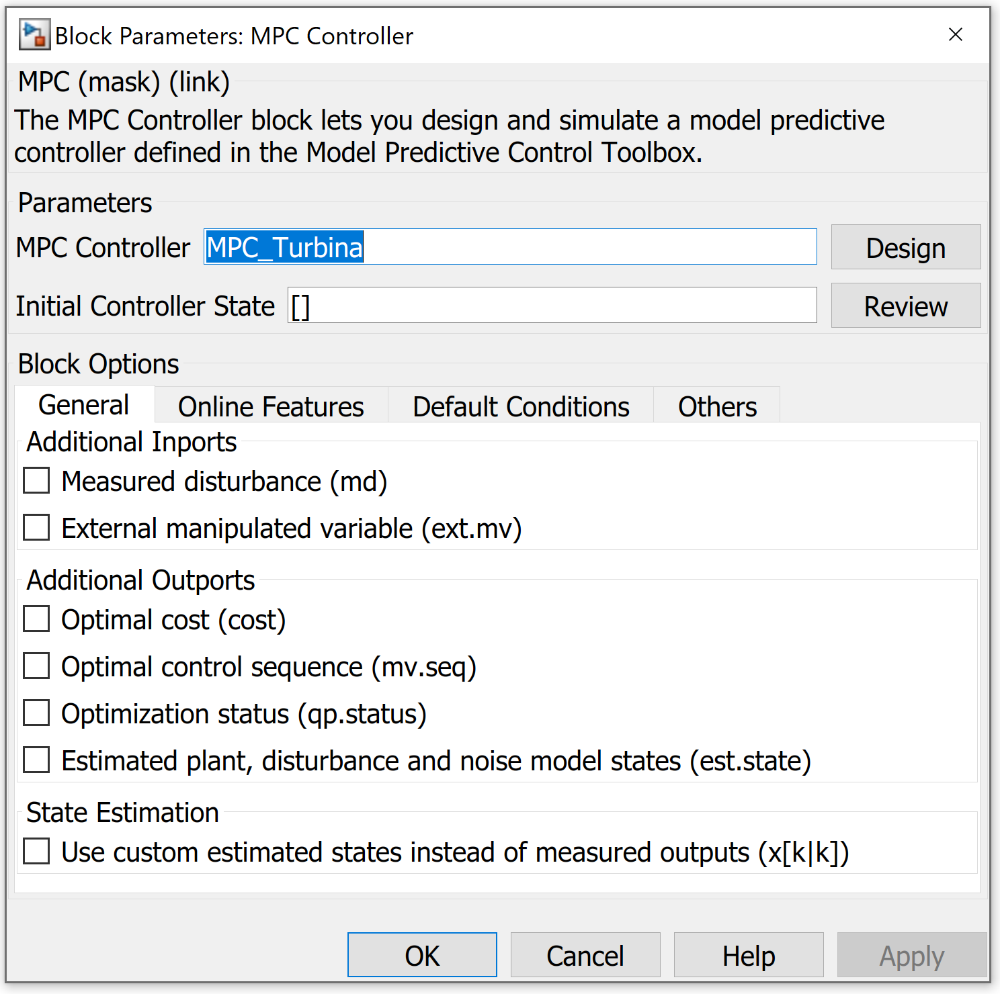 Block Parameters: MPC Controller
MPC (mask) (link)
The MPC Controller block lets you design and simulate a model predictive
controller defined in the Model Predictive Control Toolbox.
Parameters
MPC Controller MPC_Turbina Design
Initial Controller State [] Review
Block Options
General Online Features Default Conditions Others
Additional Inports
Measured disturbance (md)
External manipulated variable (ext.mv)
Additional Outports
Optimal cost (cost)
Optimal control sequence (mv.seq)
Optimization status (qp.status)
Estimated plant, disturbance and noise model states (est.state)
State Estimation
Use custom estimated states instead of measured outputs (x[k|k])
OK Cancel Help Apply